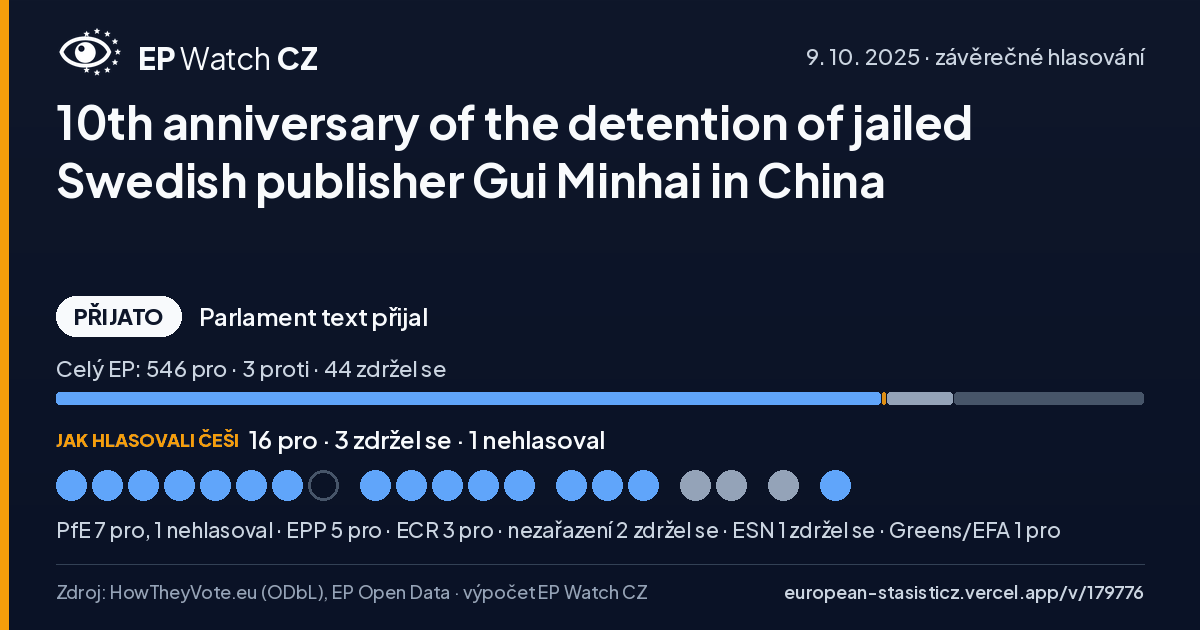 EP Watch CZ
9. 10. 2025 · závěrečné hlasování
10th anniversary of the detention of jailed
Swedish publisher Gui Minhai in China
PŘIJATO Parlament text přijal
Celý EP: 546 pro · 3 proti · 44 zdržel se
JAK HLASOVALI ČEŠI 16 pro · 3 zdržel se · 1 nehlasoval
PfE 7 pro, 1 nehlasoval · EPP 5 pro · ECR 3 pro · nezařazení 2 zdržel se · ESN 1 zdržel se · Greens/EFA 1 pro
Zdroj: HowTheyVote.eu (ODbL), EP Open Data · výpočet EP Watch CZ
european-stasisticz.vercel.app/v/179776